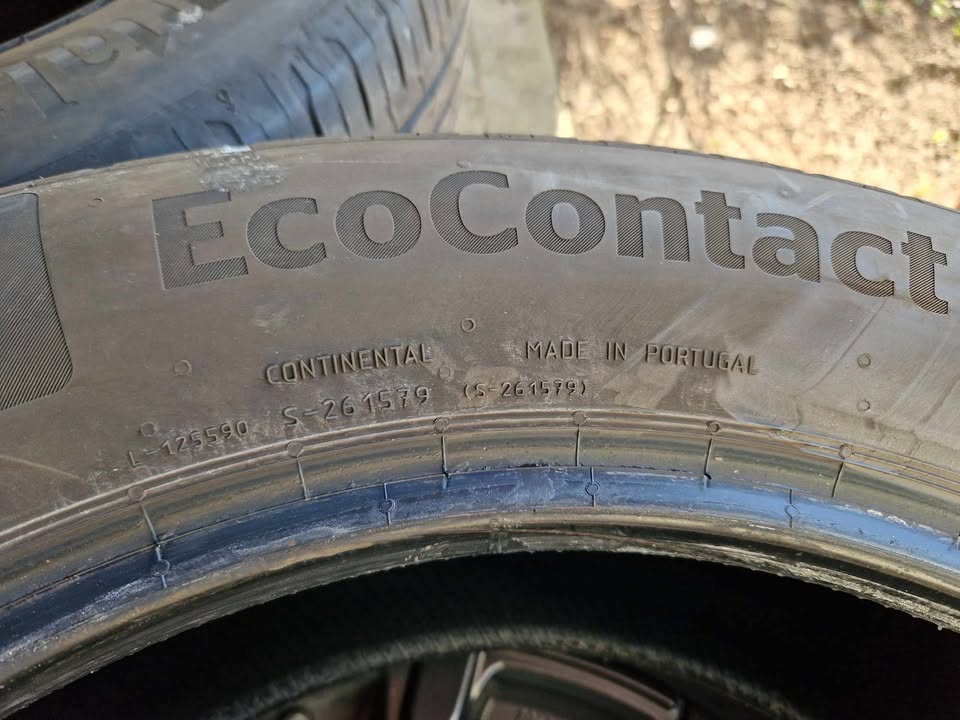 EcoContact
CONTINENTAL MADE IN PORTUGAL
L-125590 S-261579 (S-261579)